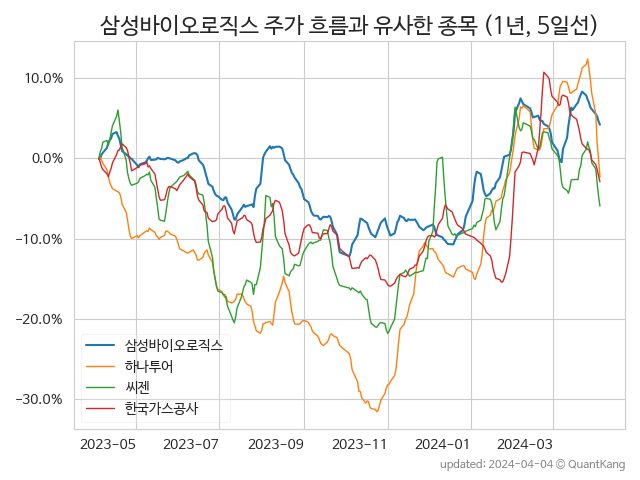 삼성바이오로직스 주가 흐름과 유사한 종목 (1년, 5일선)
10.0%
0.0%
−10.0%
−20.0%
−30.0%
삼성바이오로직스
하나투어
씨젠
한국가스공사
2023−05 2023−07 2023−09 2023−11 2024−01 2024−03
updated: 2024-04-04 ⓒ QuantKang